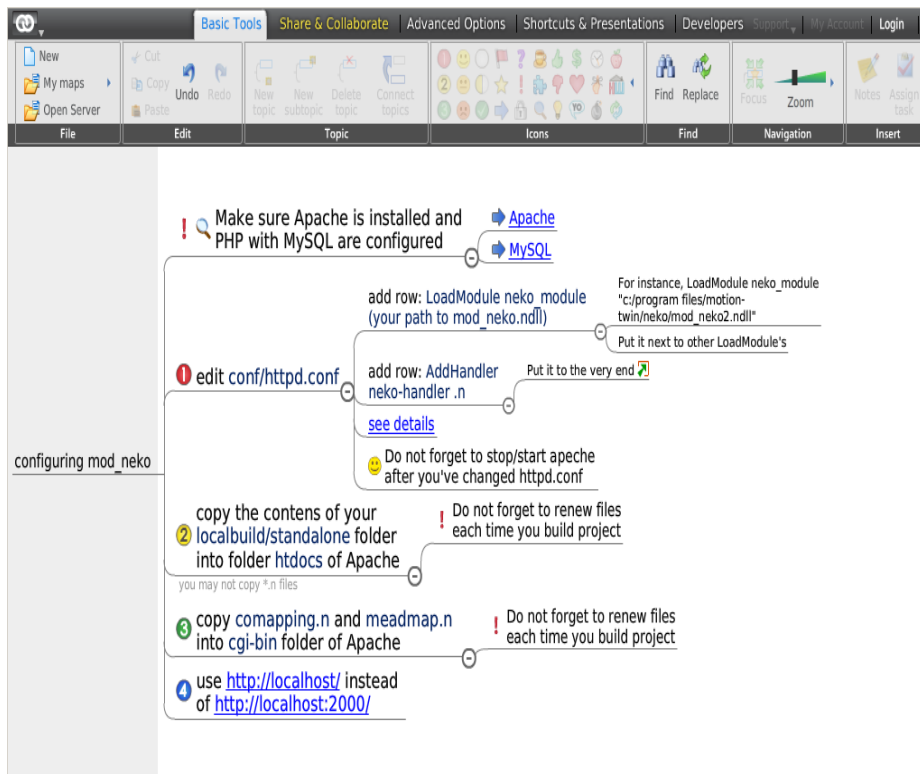 Basic Tools Share & Collaborate Advanced Options Shortcuts & Presentations Developers Support My Account Login
New Cut
My maps Copy Undo Redo New topic New subtopic Delete topic Connect topics Find Replace Focus Zoom Notes Assign task
Open Server Paste
File Edit Topic Icons Find Navigation Insert
configuring mod_neko
Make sure Apache is installed and
PHP with MySQL are configured
Apache
MySQL
1 edit conf/httpd.conf
add row: LoadModule neko_module
(your path to mod_neko.ndll)
For instance, LoadModule neko_module
"c:/program files/motion-
twin/neko/mod_neko2.ndll"
Put it next to other LoadModule's
add row: AddHandler
neko-handler .n
Put it to the very end
see details
Do not forget to stop/start apeche
after you've changed httpd.conf
2 copy the contens of your
localbuild/standalone folder
into folder htdocs of Apache
you may not copy *.n files
! Do not forget to renew files
each time you build project
3 copy comapping.n and meadmap.n
into cgi-bin folder of Apache
! Do not forget to renew files
each time you build project
4 use http://localhost/ instead
of http://localhost:2000/